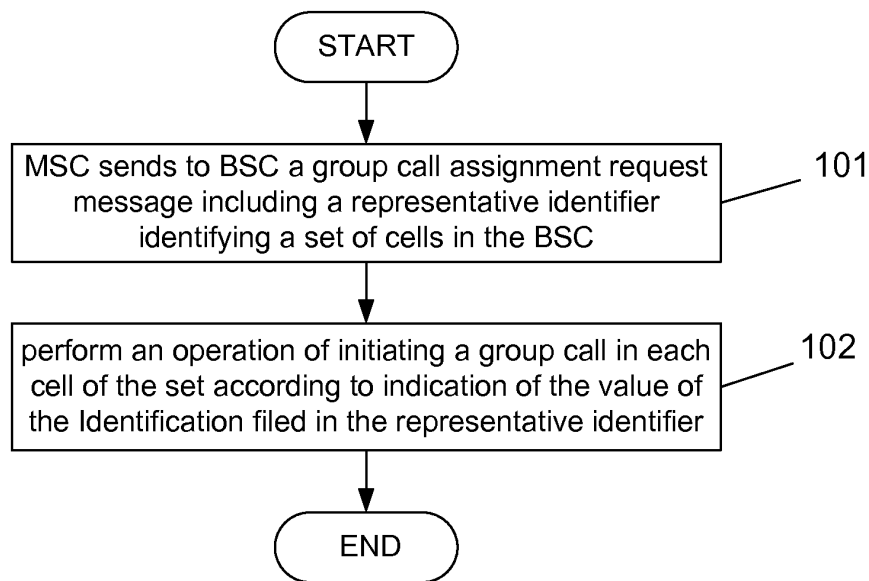 START
MSC sends to BSC a group call assignment request
message including a representative identifier
identifying a set of cells in the BSC
101
perform an operation of initiating a group call in each
cell of the set according to indication of the value of
the Identification filed in the representative identifier
102
END